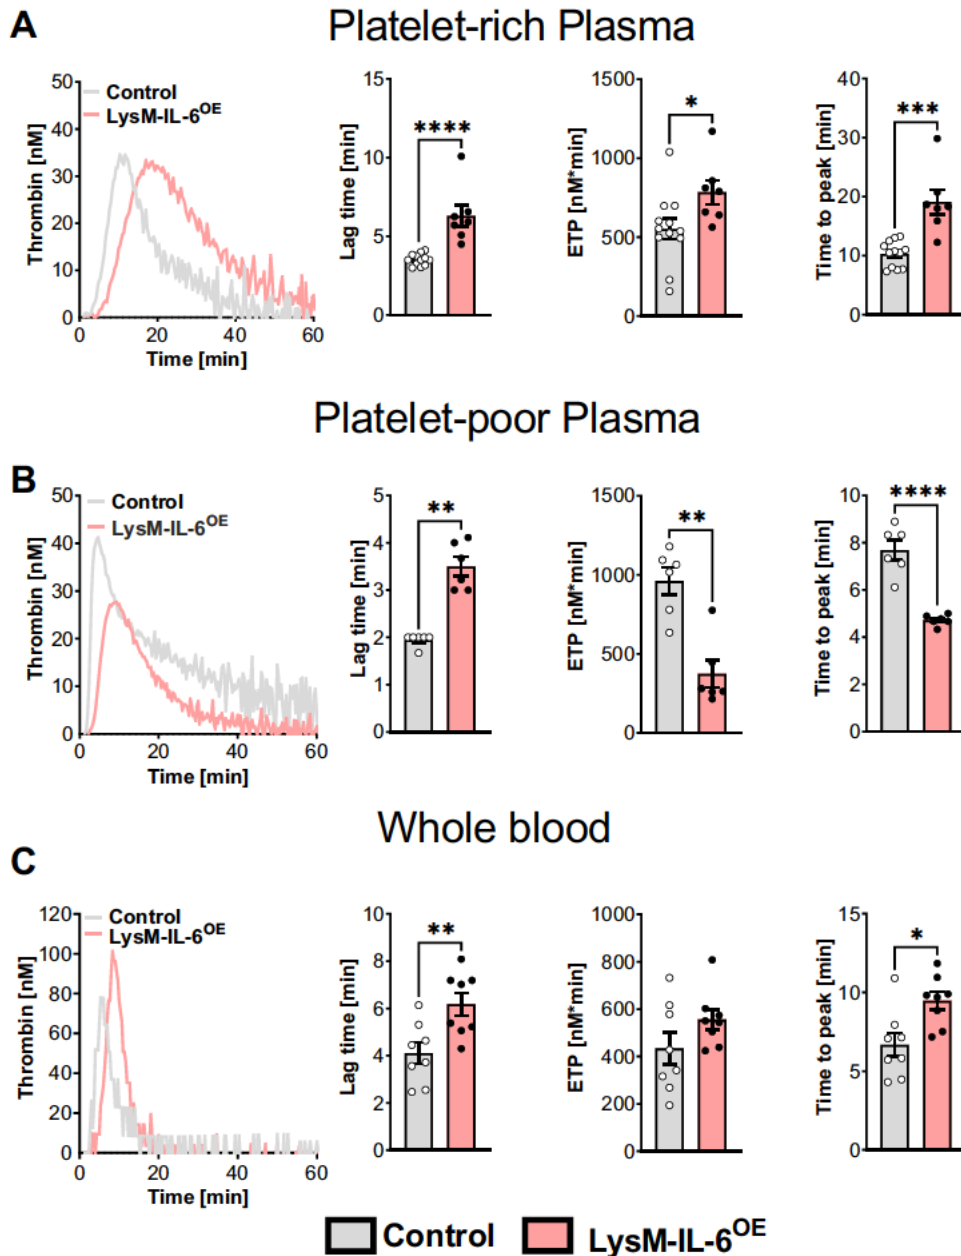 A
Platelet-rich Plasma
Control
LysM-IL-6OE
Thrombin [nM]
50
40
30
20
10
0
0 20 40 60
Time [min]
Lag time [min]
15
10
5
0
****
ETP [nM*min]
1500
1000
500
0
*
Time to peak [min]
40
30
20
10
0
***
Platelet-poor Plasma
B
Control
LysM-IL-6OE
Thrombin [nM]
50
40
30
20
10
0
0 20 40 60
Time [min]
Lag time [min]
5
4
3
2
1
0
**
ETP [nM*min]
1500
1000
500
0
**
Time to peak [min]
10
8
6
4
2
0
****
Whole blood
C
Control
LysM-IL-6OE
Thrombin [nM]
120
100
80
60
40
20
0
0 20 40 60
Time [min]
Lag time [min]
10
8
6
4
2
0
**
ETP [nM*min]
1000
800
600
400
200
0
Time to peak [min]
15
10
5
0
*
Control LysM-IL-6OE